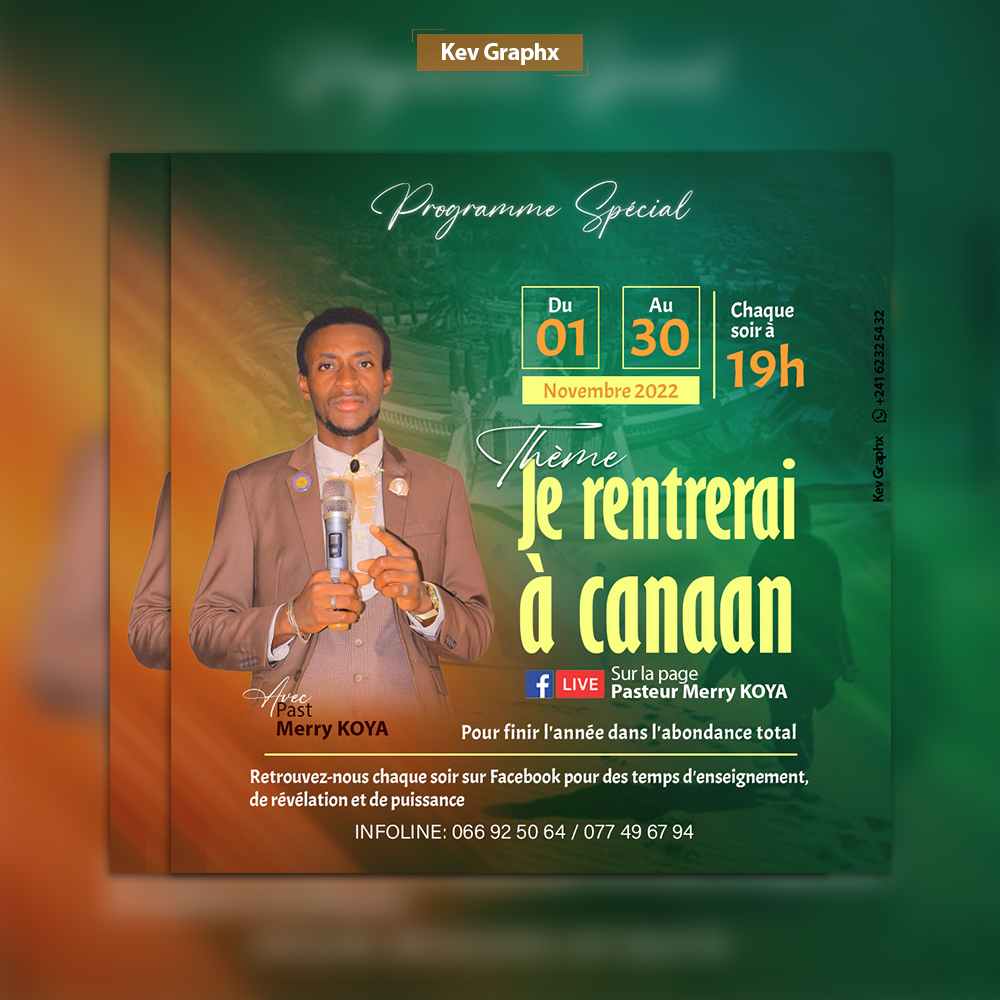 Kev Graphx
Programme Spécial
Du
01
Au
30
Novembre 2022
Chaque
soir à
19h
Thème
Je rentrerai
à canaan
LIVE
Sur la page
Pasteur Merry KOYA
Avec
Past
Merry KOYA
Pour finir l'année dans l'abondance total
Retrouvez-nous chaque soir sur Facebook pour des temps d'enseignement,
de révélation et de puissance
INFOLINE: 066 92 50 64 / 077 49 67 94
Kev Graphx +241 62 32 54 32